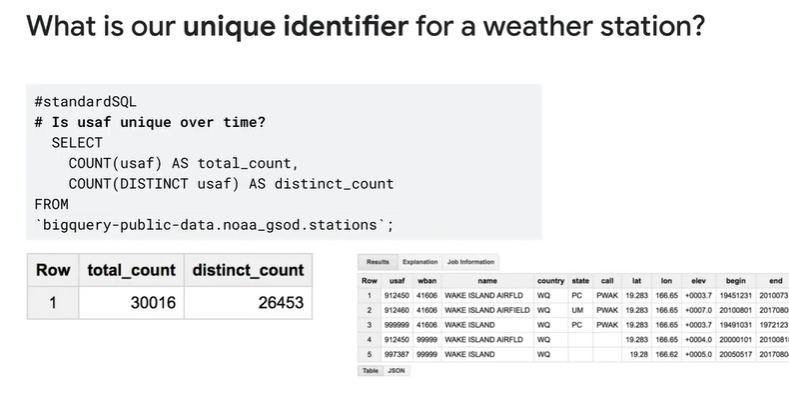 What is our unique identifier for a weather station?
#standardSQL
# Is usaf unique over time?
SELECT
COUNT(usaf) AS total_count,
COUNT(DISTINCT usaf) AS distinct_count
FROM
`bigquery-public-data.noaa_gsod.stations`;
Row total_count distinct_count
1 30016 26453
Results Explanation Job Information
Row usaf wban name country state call lat lon elev begin end
1 912450 41606 WAKE ISLAND AIRFLD WQ PC PWAK 19.283 166.65 +0003.7 19451231 2010073
2 912460 41606 WAKE ISLAND AIRFIELD WQ UM PWAK 19.283 166.65 +0007.0 20100801 2017080
3 999999 41606 WAKE ISLAND WQ PC PWAK 19.283 166.65 +0003.7 19491031 1972123
4 912450 99999 WAKE ISLAND AIRFLD WQ 19.283 166.65 +0004.0 20000101 2010081
5 997387 99999 WAKE ISLAND WQ 19.28 166.62 +0005.0 20050517 2017080
Table JSON